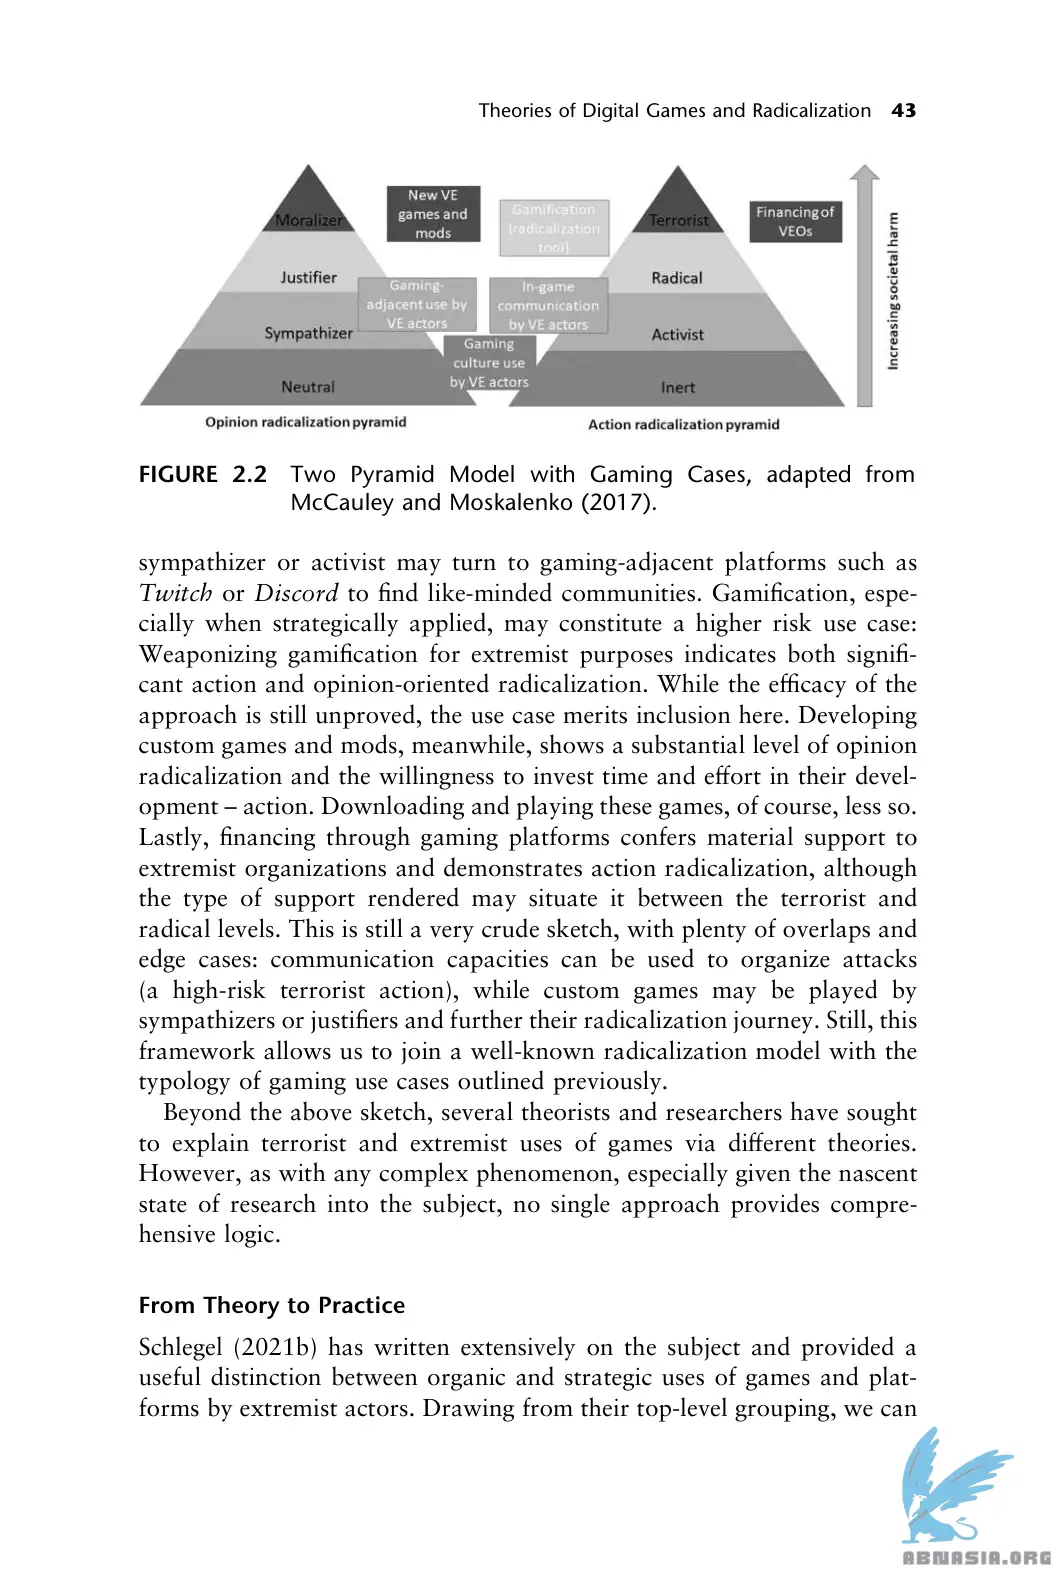 Theories of Digital Games and Radicalization 43
Moralizer
Justifier
Sympathizer
Neutral
Opinion radicalization pyramid
New VE
games and
mods
Gamification
(radicalization
tool)
Gaming-
adjacent use by
VE actors
In-game
communication
by VE actors
Gaming
culture use
by VE actors
Terrorist
Radical
Activist
Inert
Action radicalization pyramid
Financing of
VEOs
Increasing societal harm
FIGURE 2.2 Two Pyramid Model with Gaming Cases, adapted from
McCauley and Moskalenko (2017).
sympathizer or activist may turn to gaming-adjacent platforms such as
Twitch or Discord to find like-minded communities. Gamification, espe-
cially when strategically applied, may constitute a higher risk use case:
Weaponizing gamification for extremist purposes indicates both signifi-
cant action and opinion-oriented radicalization. While the efficacy of the
approach is still unproved, the use case merits inclusion here. Developing
custom games and mods, meanwhile, shows a substantial level of opinion
radicalization and the willingness to invest time and effort in their devel-
opment – action. Downloading and playing these games, of course, less so.
Lastly, financing through gaming platforms confers material support to
extremist organizations and demonstrates action radicalization, although
the type of support rendered may situate it between the terrorist and
radical levels. This is still a very crude sketch, with plenty of overlaps and
edge cases: communication capacities can be used to organize attacks
(a high-risk terrorist action), while custom games may be played by
sympathizers or justifiers and further their radicalization journey. Still, this
framework allows us to join a well-known radicalization model with the
typology of gaming use cases outlined previously.
Beyond the above sketch, several theorists and researchers have sought
to explain terrorist and extremist uses of games via different theories.
However, as with any complex phenomenon, especially given the nascent
state of research into the subject, no single approach provides compre-
hensive logic.
From Theory to Practice
Schlegel (2021b) has written extensively on the subject and provided a
useful distinction between organic and strategic uses of games and plat-
forms by extremist actors. Drawing from their top-level grouping, we can
ABNASIA.ORG